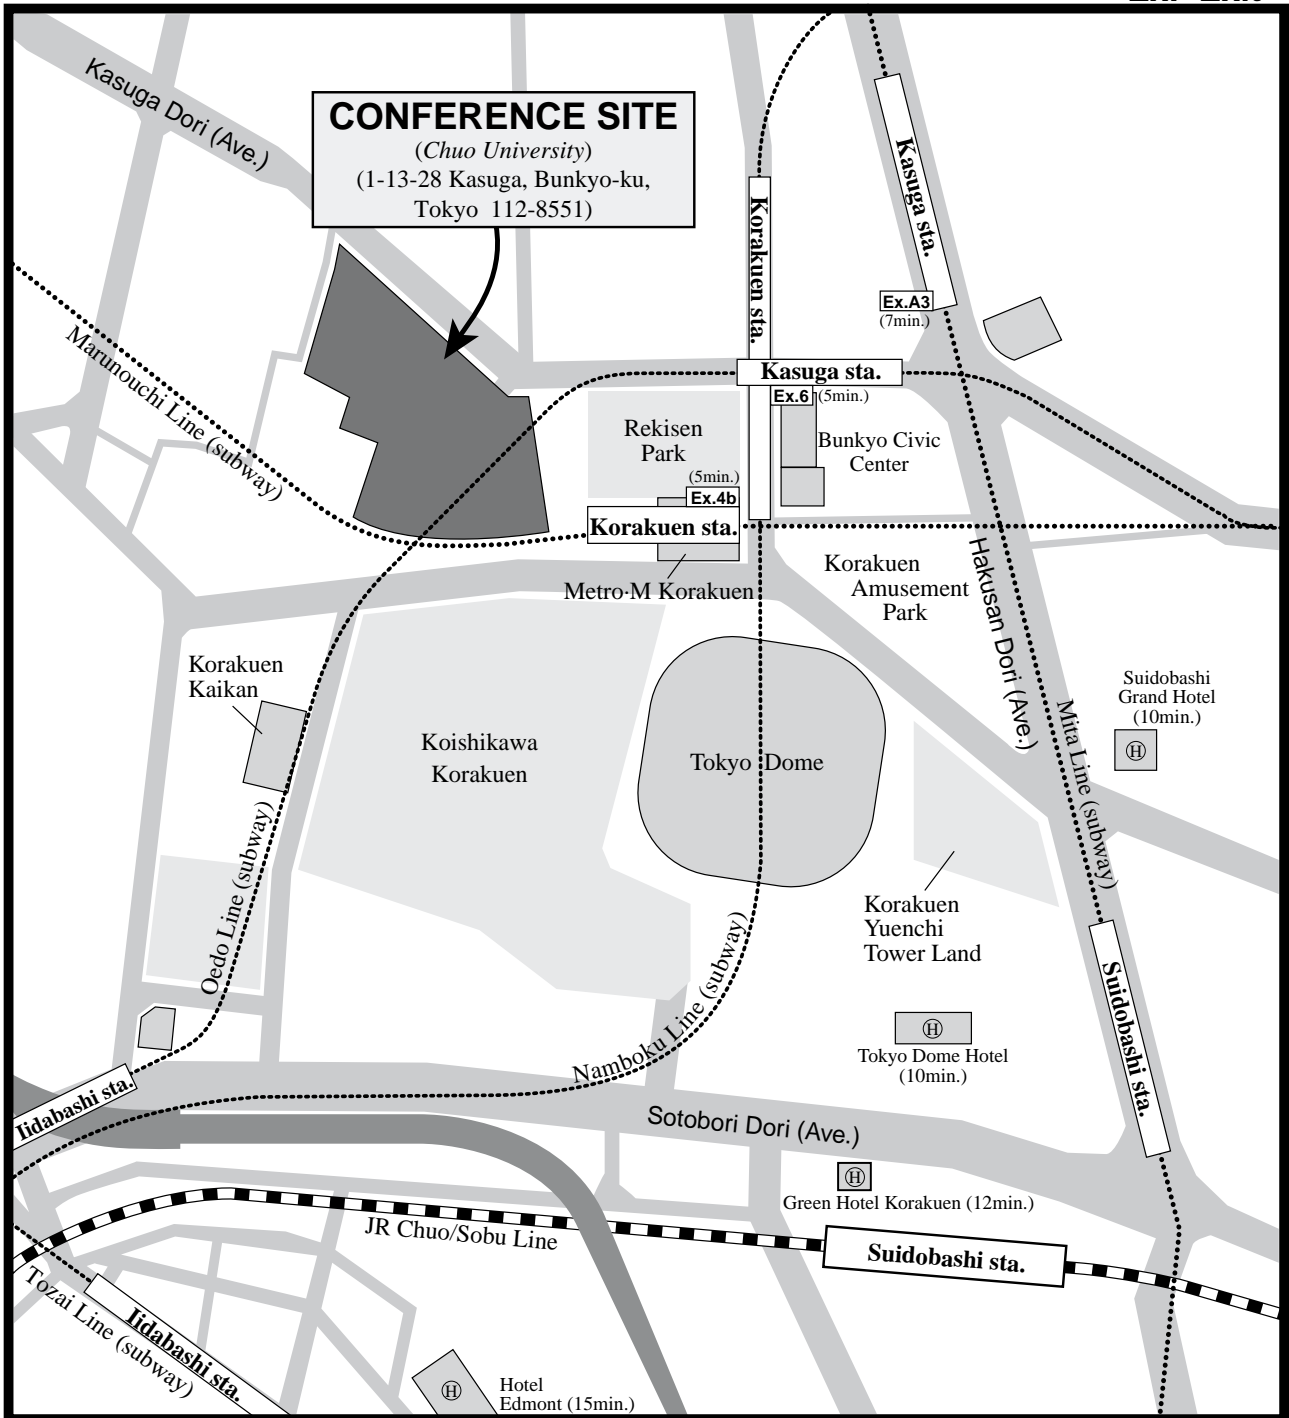 Kasuga Dori (Ave.)
CONFERENCE SITE
(Chuo University)
(1-13-28 Kasuga, Bunkyo-ku,
Tokyo 112-8551)
Kasuga sta.
Korakuen sta.
Ex.A3
(7min.)
Marunouchi Line (subway)
Kasuga sta.
Ex.6 (5min.)
Rekisen
Park
Bunkyo Civic
Center
(5min.)
Ex.4b
Korakuen sta.
Metro·M Korakuen
Korakuen
Amusement
Park
Hakusan Dori (Ave.)
Korakuen
Kaikan
Suidobashi
Grand Hotel
(10min.)
H
Mita Line (subway)
Koishikawa
Korakuen
Tokyo Dome
Oedo Line (subway)
Korakuen
Yuenchi
Tower Land
Namboku Line (subway)
Suidobashi sta.
H
Tokyo Dome Hotel
(10min.)
Iidabashi sta.
Sotobori Dori (Ave.)
H
Green Hotel Korakuen (12min.)
JR Chuo/Sobu Line
Suidobashi sta.
Tozai Line (subway)
Iidabashi sta.
H
Hotel
Edmont (15min.)